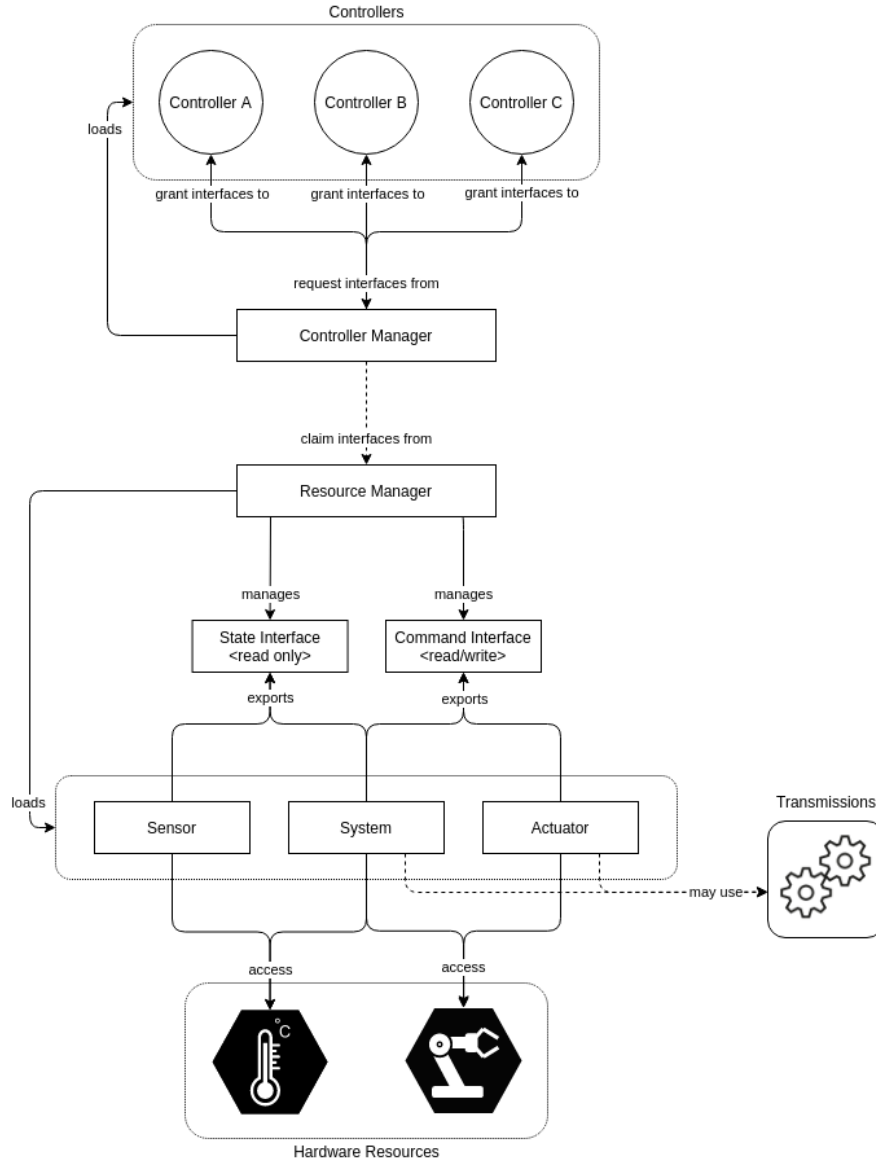 Controllers
Controller A
Controller B
Controller C
loads
grant interfaces to
grant interfaces to
grant interfaces to
request interfaces from
Controller Manager
claim interfaces from
Resource Manager
manages
manages
State Interface
<read only>
Command Interface
<read/write>
exports
exports
loads
Sensor
System
Actuator
Transmissions
may use
access
access
°C
Hardware Resources